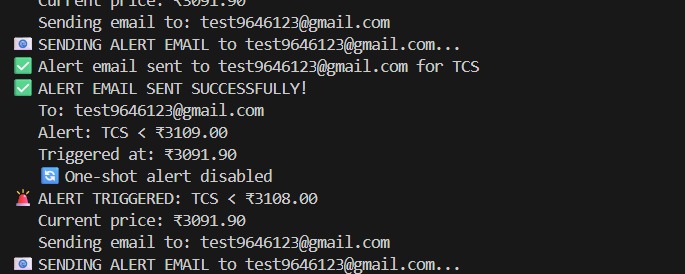 Current price: ₹3091.90
Sending email to: test9646123@gmail.com
📧 SENDING ALERT EMAIL to test9646123@gmail.com...
✅ Alert email sent to test9646123@gmail.com for TCS
✅ ALERT EMAIL SENT SUCCESSFULLY!
To: test9646123@gmail.com
Alert: TCS < ₹3109.00
Triggered at: ₹3091.90
🔄 One-shot alert disabled
🚨 ALERT TRIGGERED: TCS < ₹3108.00
Current price: ₹3091.90
Sending email to: test9646123@gmail.com
📧 SENDING ALERT EMAIL to test9646123@gmail.com...